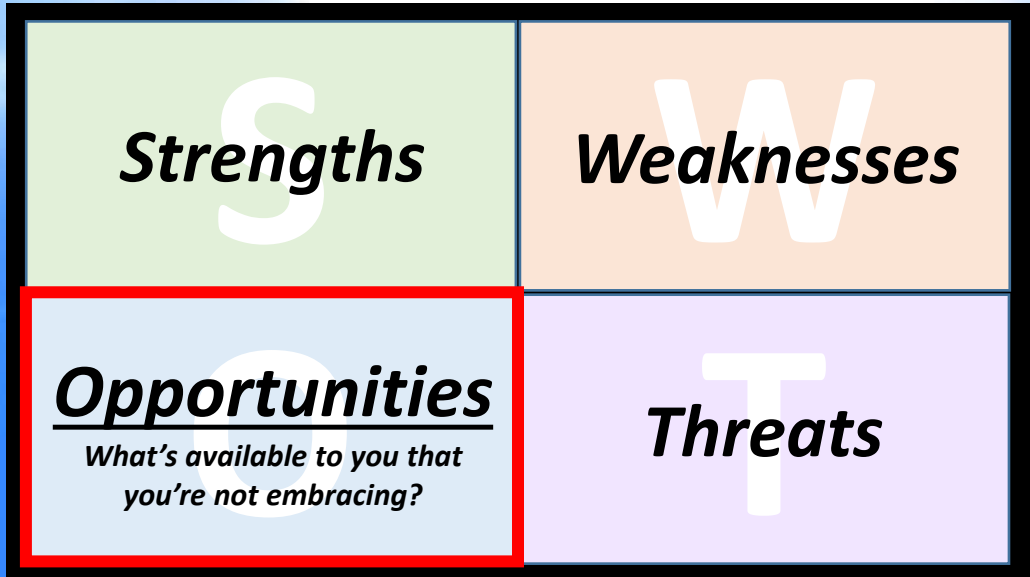 S
Strengths
W
Weaknesses
O
Opportunities
What’s available to you that
you’re not embracing?
T
Threats